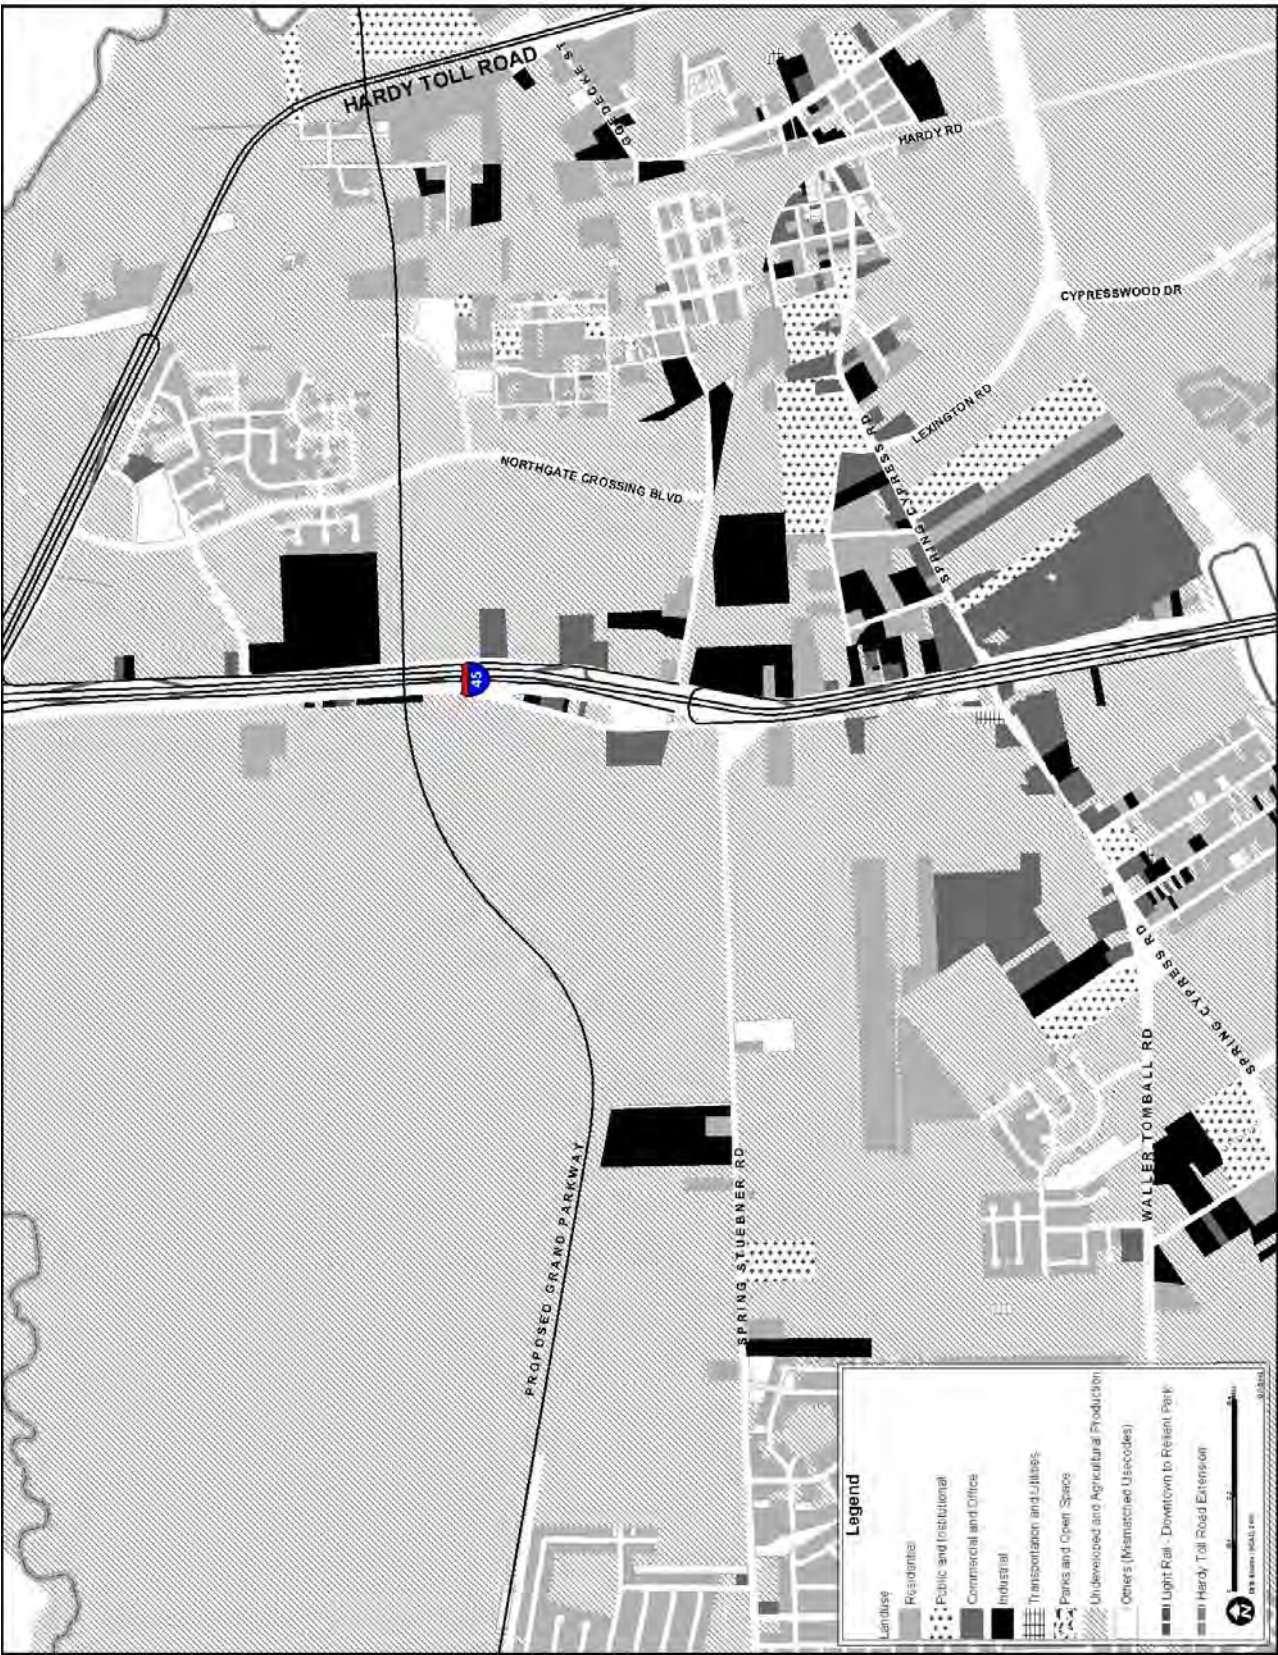 HARDY TOLL ROAD
GOEDECKE ST
HARDY RD
CYPRESSWOOD DR
LEXINGTON RD
SPRING CYPRESS RD
NORTHGATE CROSSING BLVD
SPRING CYPRESS RD
45
PROPOSED GRAND PARKWAY
SPRING STUEBNER RD
WALLER TOMBALL RD
SPRING CYPRESS RD
Legend
Landuse
Residential
Public and Institutional
Commercial and Office
Industrial
Transportation and Utilities
Parks and Open Space
Undeveloped and Agricultural Production
Others (Mismatched Usecodes)
Light Rail - Downtown to Reliant Park
Hardy Toll Road Extension
N